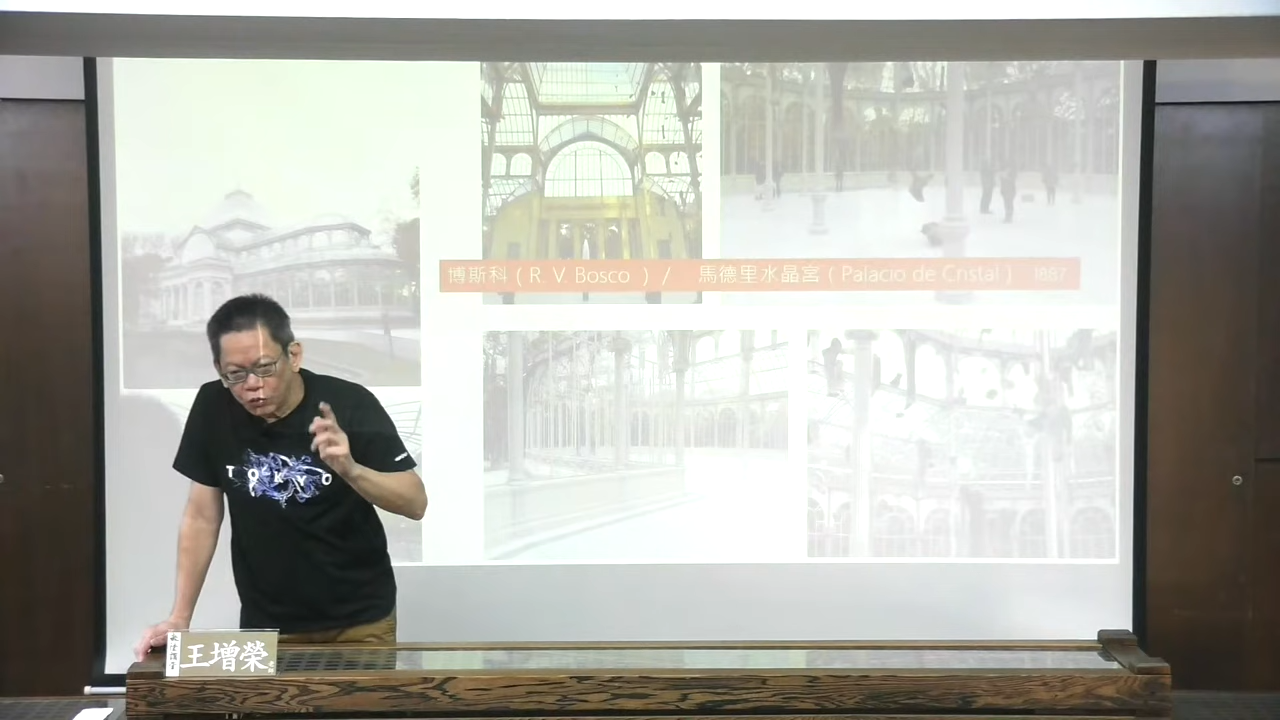 博斯科 ( R. V. Bosco ) / 馬德里水晶宮 ( Palacio de Cristal ) 1887
TOKYO
王增榮